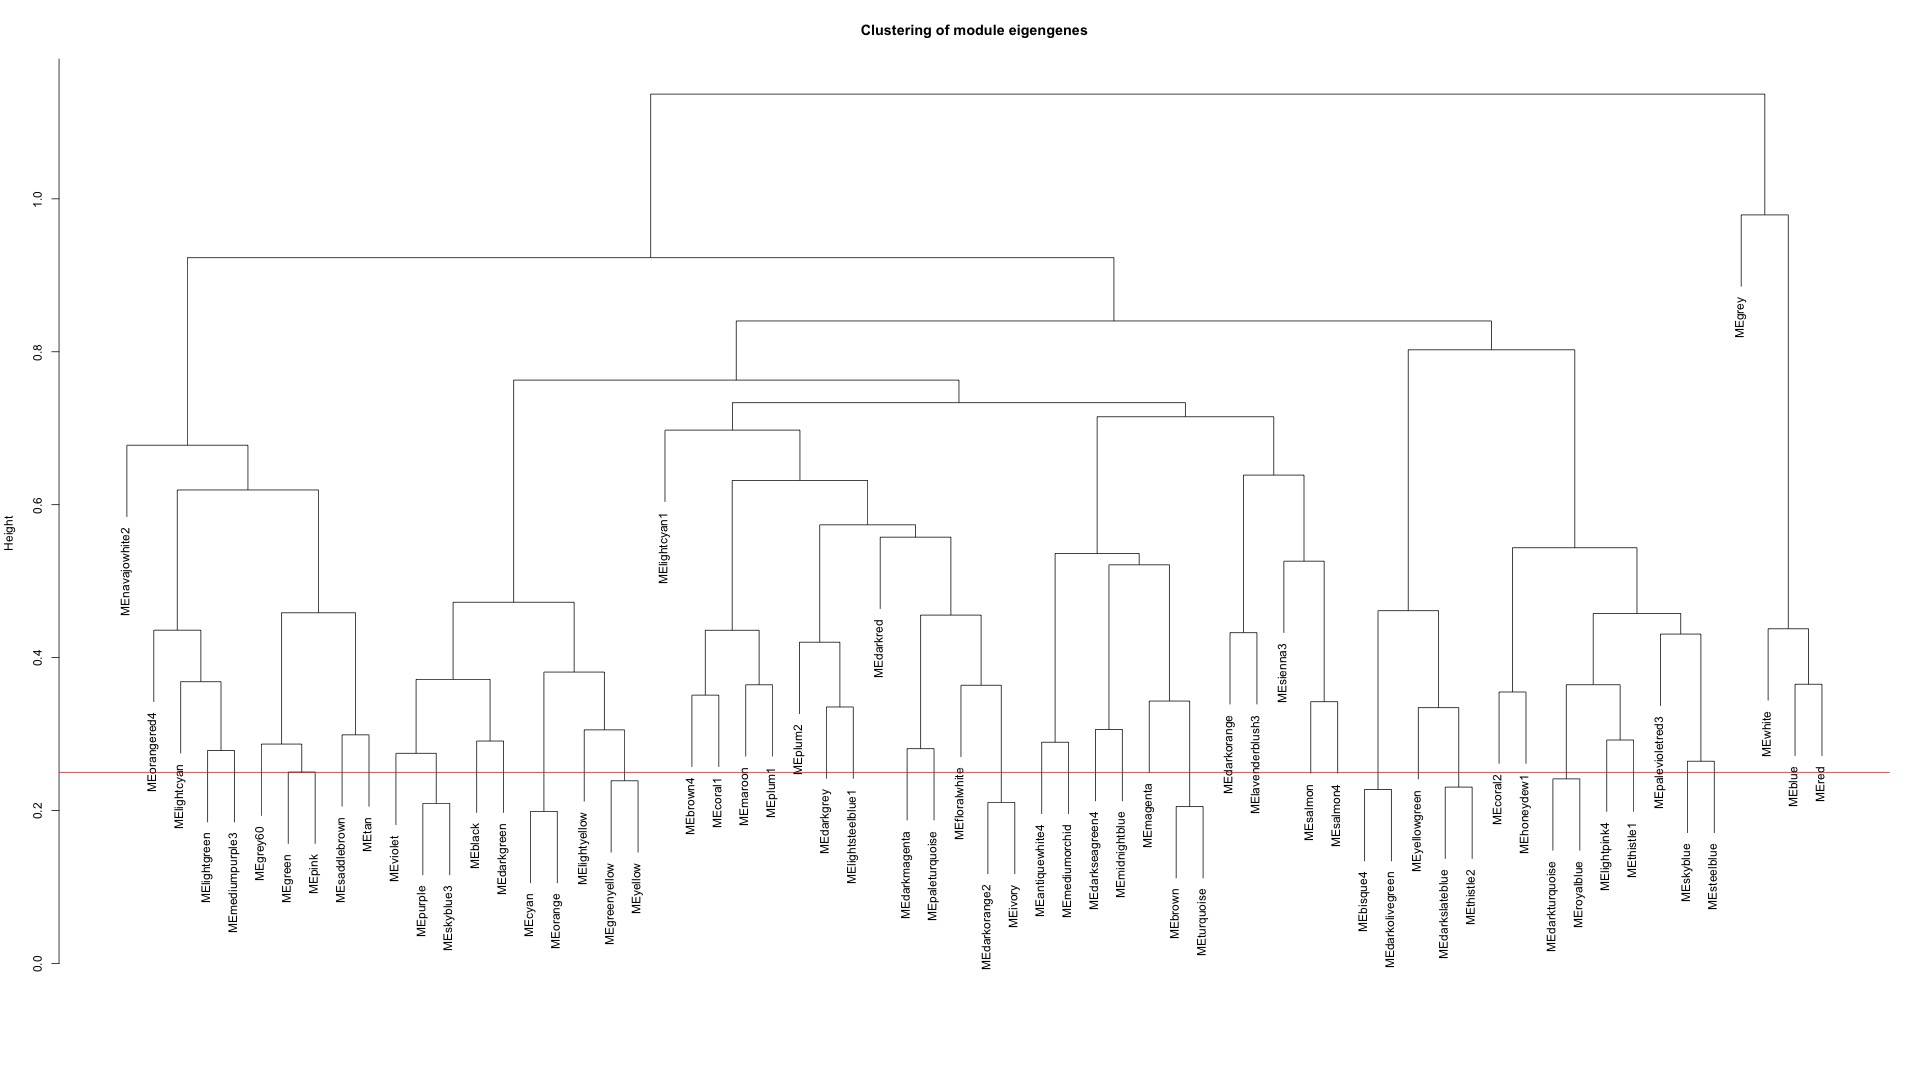 Clustering of module eigengenes
Height
0.0
0.2
0.4
0.6
0.8
1.0
MEnavajowhite2
MEorangered4
MElightcyan
MElightgreen
MEmediumpurple3
MEgrey60
MEgreen
MEpink
MEsaddlebrown
MEtan
MEviolet
MEpurple
MEskyblue3
MEblack
MEdarkgreen
MEcyan
MEorange
MElightyellow
MEgreenyellow
MEyellow
MElightcyan1
MEbrown4
MEcoral1
MEmaroon
MEplum1
MEplum2
MEdarkgrey
MElightsteelblue1
MEdarkred
MEdarkmagenta
MEpaleturquoise
MEfloralwhite
MEdarkorange2
MEivory
MEantiquewhite4
MEmediumorchid
MEdarkseagreen4
MEmidnightblue
MEmagenta
MEbrown
MEturquoise
MEdarkorange
MElavenderblush3
MEsienna3
MEsalmon
MEsalmon4
MEbisque4
MEdarkolivegreen
MEyellowgreen
MEdarkslateblue
MEthistle2
MEcoral2
MEhoneydew1
MEdarkturquoise
MEroyalblue
MElightpink4
MEthistle1
MEpalevioletred3
MEskyblue
MEsteelblue
MEgrey
MEwhite
MEblue
MEred